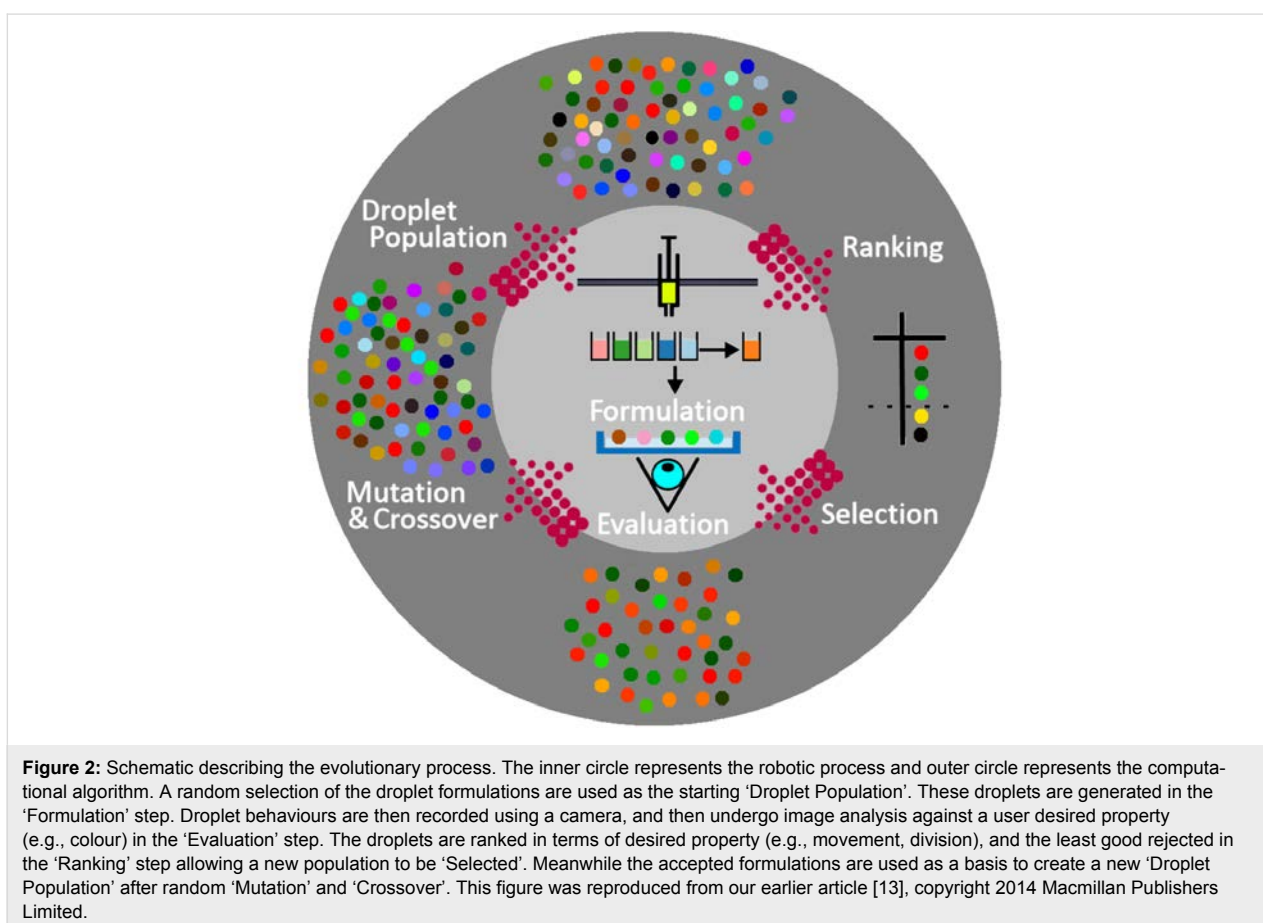 Droplet
Population
Ranking
Formulation
Mutation
& Crossover
Evaluation
Selection
Figure 2: Schematic describing the evolutionary process. The inner circle represents the robotic process and outer circle represents the computa-
tional algorithm. A random selection of the droplet formulations are used as the starting ‘Droplet Population’. These droplets are generated in the
‘Formulation’ step. Droplet behaviours are then recorded using a camera, and then undergo image analysis against a user desired property
(e.g., colour) in the ‘Evaluation’ step. The droplets are ranked in terms of desired property (e.g., movement, division), and the least good rejected in
the ‘Ranking’ step allowing a new population to be ‘Selected’. Meanwhile the accepted formulations are used as a basis to create a new ‘Droplet
Population’ after random ‘Mutation’ and ‘Crossover’. This figure was reproduced from our earlier article [13], copyright 2014 Macmillan Publishers
Limited.